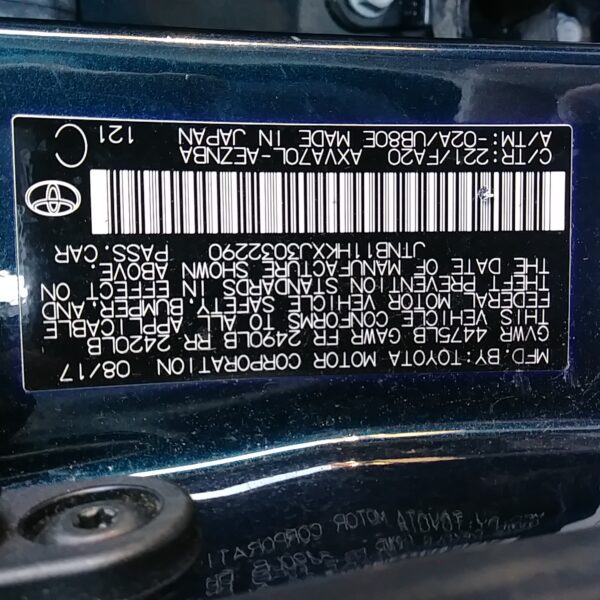 MFD. BY: TOYOTA MOTOR CORPORATION 08/17
GVWR 4475LB GAWR FR 2490LB RR 2420LB
THIS VEHICLE CONFORMS TO ALL APPLICABLE
FEDERAL MOTOR VEHICLE SAFETY, BUMPER, AND
THEFT PREVENTION STANDARDS IN EFFECT ON
THE DATE OF MANUFACTURE SHOWN ABOVE.
JTNB11HKXJ3032290 PASS. CAR
C/TR:221/FA20 AXVA70L-AEZNBA
A/TM:-02A/UB80E MADE IN JAPAN
C
121